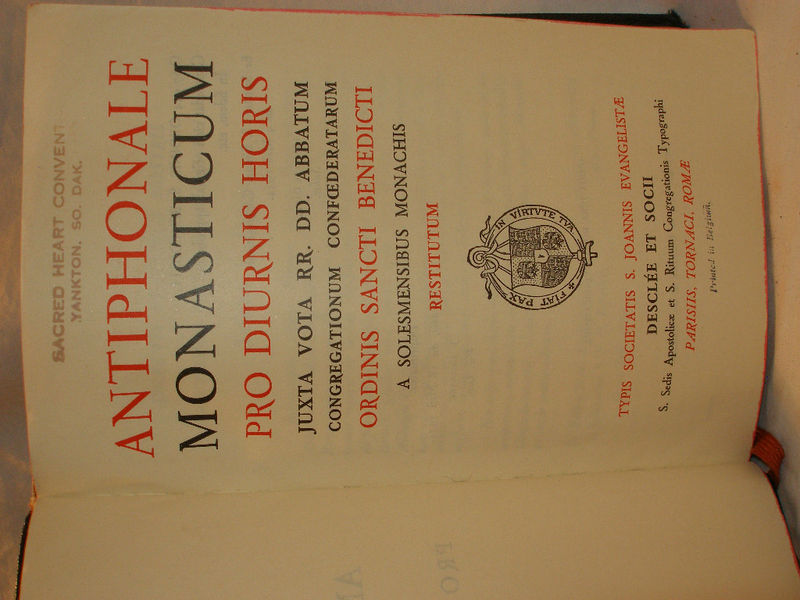 SACRED HEART CONVENT
YANKTON. SO. DAK.
ANTIPHONALE
MONASTICUM
PRO DIURNIS HORIS
JUXTA VOTA RR. DD. ABBATUM
CONGREGATIONUM CONFŒDERATARUM
ORDINIS SANCTI BENEDICTI
A SOLESMENSIBUS MONACHIS
RESTITUTUM
IN VIRTVTE TVA
FIAT PAX
TYPIS SOCIETATIS S. JOANNIS EVANGELISTÆ
DESCLÉE ET SOCII
S. Sedis Apostolicæ et S. Rituum Congregationis Typographi
PARISIIS, TORNACI, ROMÆ
Printed in Belgium.